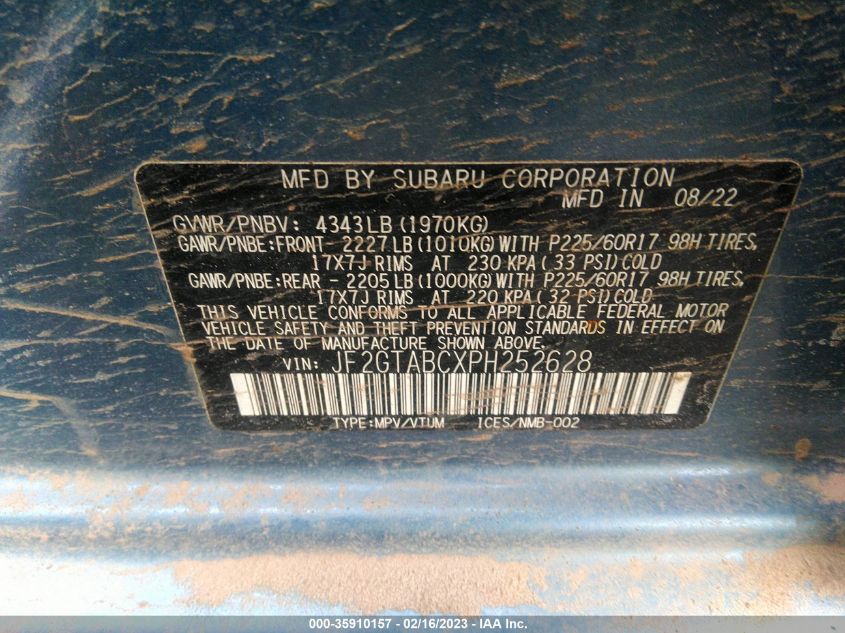 MFD BY SUBARU CORPORATION
MFD IN 08/22
GVWR/PNBV: 4343LB (1970KG)
GAWR/PNBE:FRONT- 2227LB (1010KG) WITH P225/60R17 98H TIRES,
17X7J RIMS AT 230 KPA ( 33 PSI) COLD
GAWR/PNBE:REAR - 2205LB (1000KG) WITH P225/60R17 98H TIRES,
17X7J RIMS AT 220 KPA ( 32 PSI) COLD
THIS VEHICLE CONFORMS TO ALL APPLICABLE FEDERAL MOTOR
VEHICLE SAFETY AND THEFT PREVENTION STANDARDS IN EFFECT ON
THE DATE OF MANUFACTURE SHOWN ABOVE.
VIN: JF2GTABCXPH252628
TYPE:MPV/VTUM ICES/NMB-002
000-35910157 - 02/16/2023 - IAA Inc.